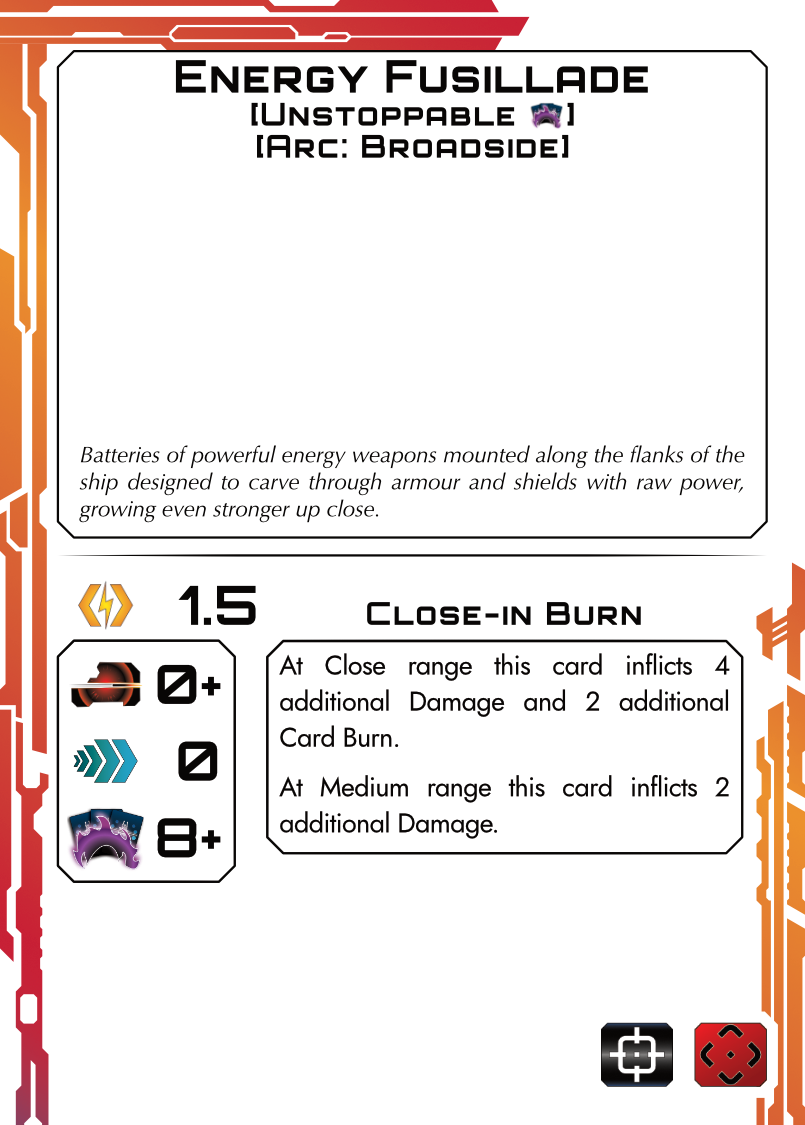 Energy Fusillade
[Unstoppable ]
[Arc: Broadside]
Batteries of powerful energy weapons mounted along the flanks of the
ship designed to carve through armour and shields with raw power,
growing even stronger up close.
1.5
Close-in Burn
0+
0
8+
At Close range this card inflicts 4
additional Damage and 2 additional
Card Burn.
At Medium range this card inflicts 2
additional Damage.